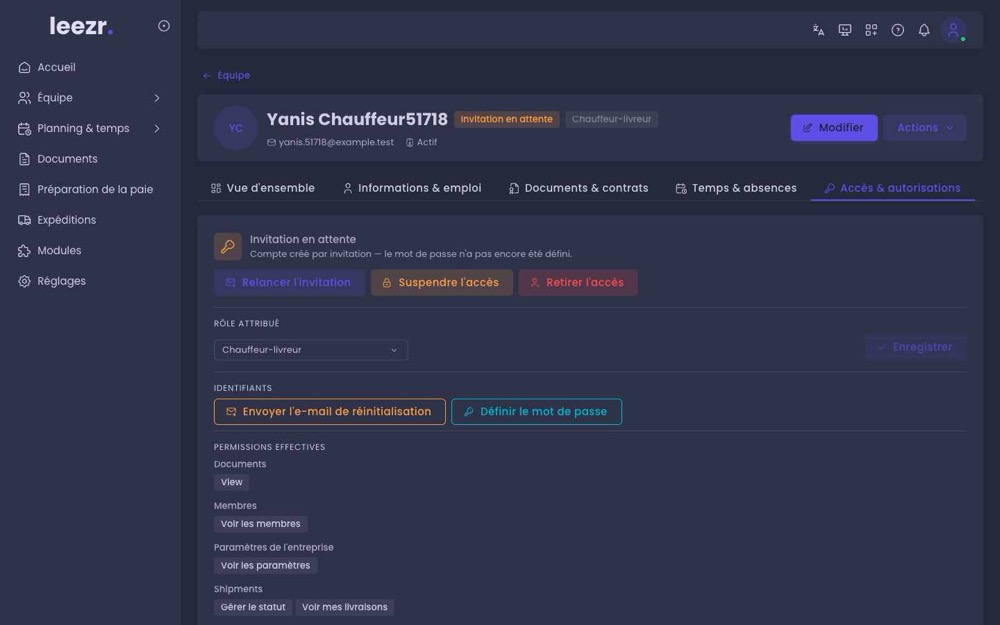 leezr.
Accueil
Équipe
Planning & temps
Documents
Préparation de la paie
Expéditions
Modules
Réglages
← Équipe
YC
Yanis Chauffeur51718
Invitation en attente
Chauffeur-livreur
yanis.51718@example.test
Actif
Modifier
Actions
Vue d'ensemble
Informations & emploi
Documents & contrats
Temps & absences
Accès & autorisations
Invitation en attente
Compte créé par invitation — le mot de passe n'a pas encore été défini.
Relancer l'invitation
Suspendre l'accès
Retirer l'accès
RÔLE ATTRIBUÉ
Chauffeur-livreur
Enregistrer
IDENTIFIANTS
Envoyer l'e-mail de réinitialisation
Définir le mot de passe
PERMISSIONS EFFECTIVES
Documents
View
Membres
Voir les membres
Paramètres de l'entreprise
Voir les paramètres
Shipments
Gérer le statut
Voir mes livraisons